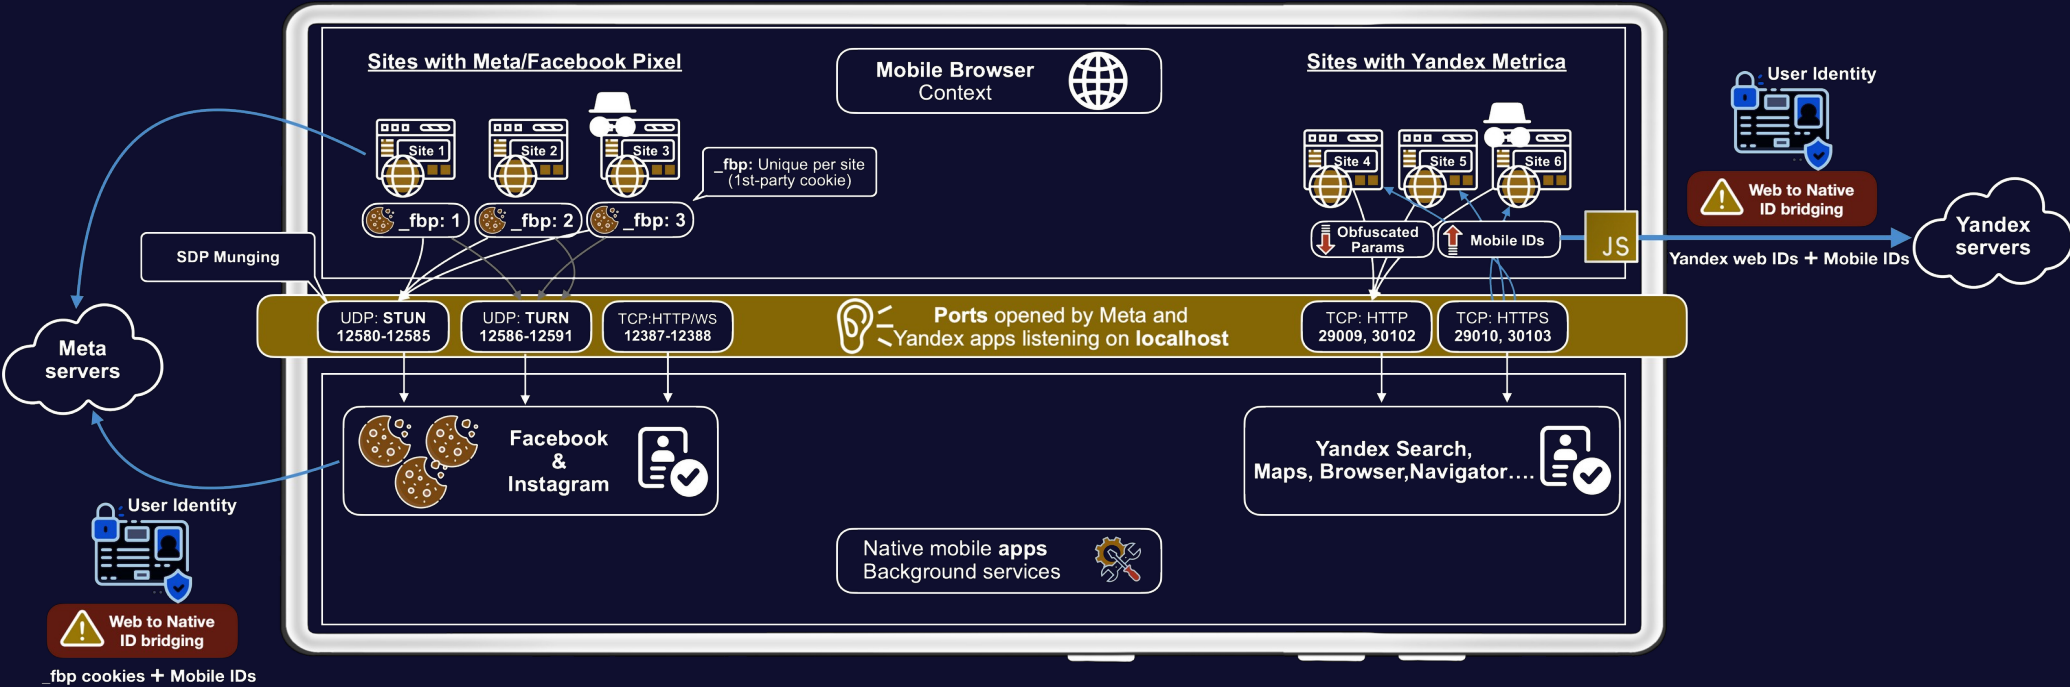 Sites with Meta/Facebook Pixel
Mobile Browser
Context
Sites with Yandex Metrica
User Identity
Site 1
Site 2
Site 3
_fbp: Unique per site
(1st-party cookie)
Site 4
Site 5
Site 6
Web to Native
ID bridging
_fbp: 1
_fbp: 2
_fbp: 3
Obfuscated
Params
Mobile IDs
JS
Yandex
servers
Yandex web IDs + Mobile IDs
SDP Munging
UDP: STUN
12580-12585
UDP: TURN
12586-12591
TCP:HTTP/WS
12387-12388
Ports opened by Meta and
Yandex apps listening on localhost
TCP: HTTP
29009, 30102
TCP: HTTPS
29010, 30103
Meta
servers
Facebook
&
Instagram
Yandex Search,
Maps, Browser,Navigator....
User Identity
Native mobile apps
Background services
Web to Native
ID bridging
_fbp cookies + Mobile IDs